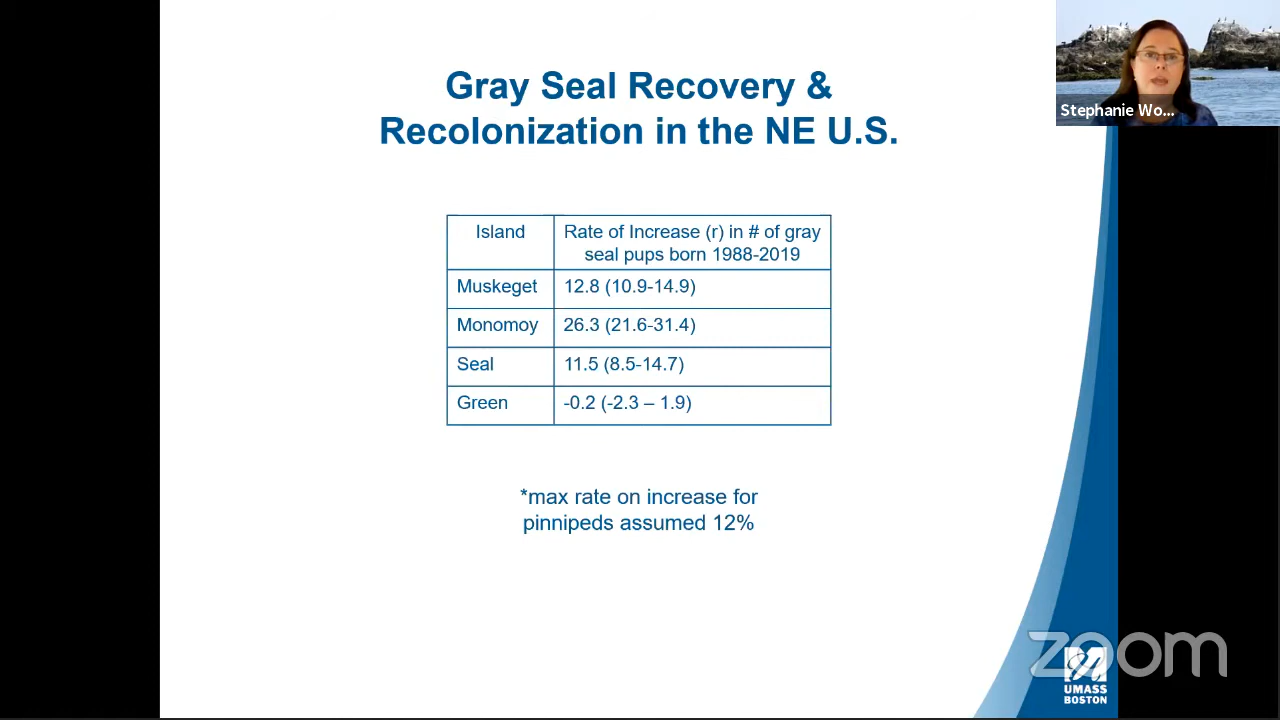 Gray Seal Recovery &
Recolonization in the NE U.S.
Stephanie Wo...
Island
Rate of Increase (r) in # of gray
seal pups born 1988-2019
Muskeget
12.8 (10.9-14.9)
Monomoy
26.3 (21.6-31.4)
Seal
11.5 (8.5-14.7)
Green
-0.2 (-2.3 – 1.9)
*max rate on increase for
pinnipeds assumed 12%
zoom
UMASS
BOSTON